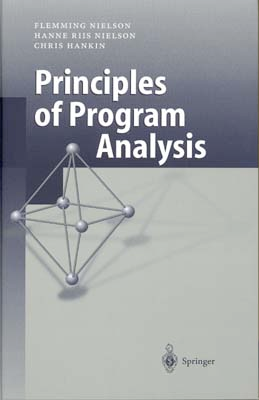 FLEMMING NIELSON
HANNE RIIS NIELSON
CHRIS HANKIN
Principles
of Program
Analysis
Springer